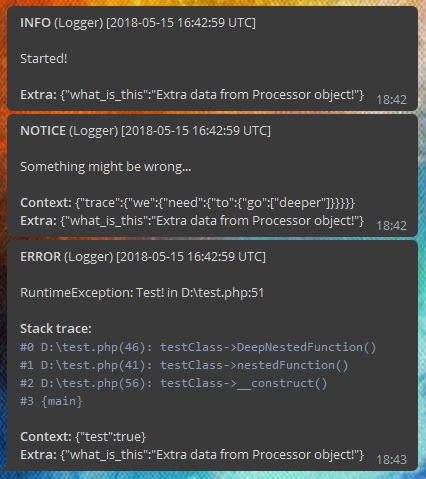 INFO (Logger) [2018-05-15 16:42:59 UTC]
Started!
Extra: {"what_is_this":"Extra data from Processor object!"}
18:42
NOTICE (Logger) [2018-05-15 16:42:59 UTC]
Something might be wrong...
Context: {"trace":{"we":{"need":{"to":{"go":["deeper"]}}}}}
Extra: {"what_is_this":"Extra data from Processor object!"}
18:42
ERROR (Logger) [2018-05-15 16:42:59 UTC]
RuntimeException: Test! in D:\test.php:51
Stack trace:
#0 D:\test.php(46): testClass->DeepNestedFunction()
#1 D:\test.php(41): testClass->nestedFunction()
#2 D:\test.php(56): testClass->__construct()
#3 {main}
Context: {"test":true}
Extra: {"what_is_this":"Extra data from Processor object!"}
18:43